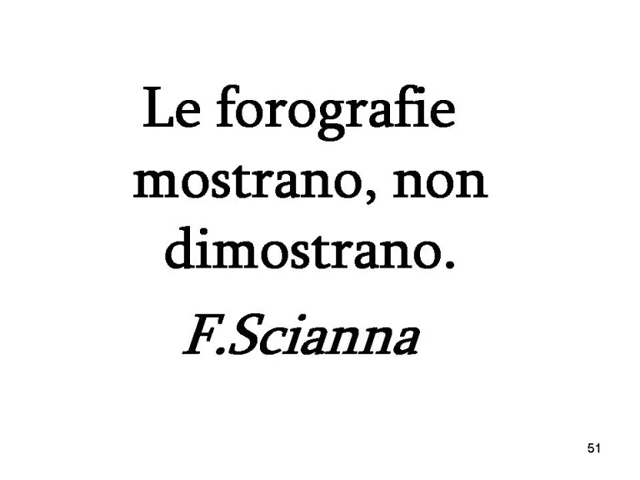 Le forografie
mostrano, non
dimostrano.
F.Scianna
51